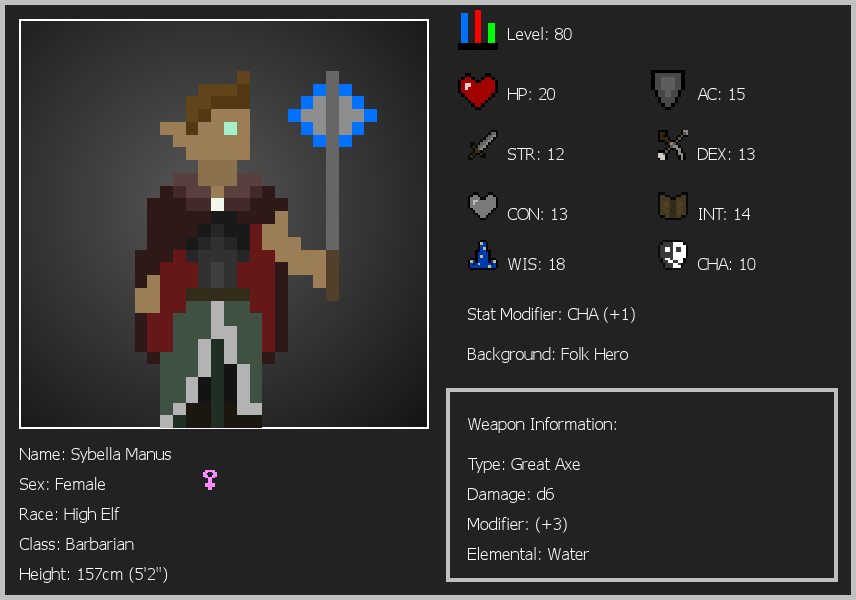 Level: 80
HP: 20
AC: 15
STR: 12
DEX: 13
CON: 13
INT: 14
WIS: 18
CHA: 10
Stat Modifier: CHA (+1)
Background: Folk Hero
Weapon Information:
Type: Great Axe
Damage: d6
Modifier: (+3)
Elemental: Water
Name: Sybella Manus
Sex: Female
Race: High Elf
Class: Barbarian
Height: 157cm (5'2")